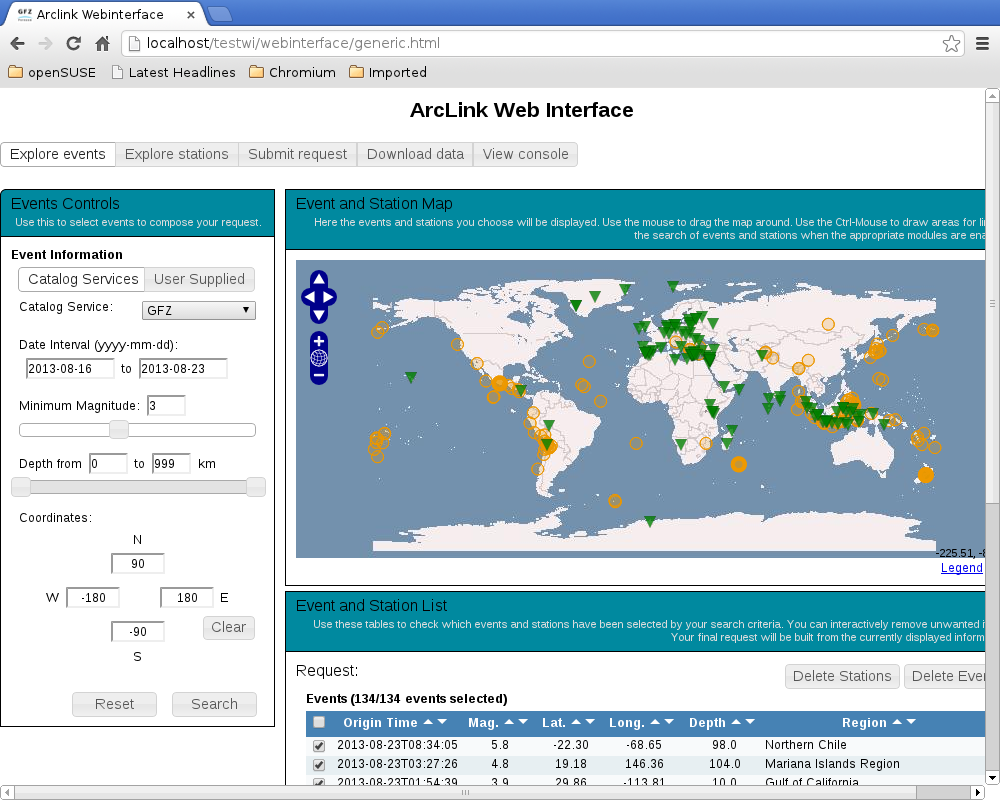 GFZ Arclink Webinterface
localhost/testwi/webinterface/generic.html
openSUSE Latest Headlines Chromium Imported
ArcLink Web Interface
Explore events Explore stations Submit request Download data View console
Events Controls
Use this to select events to compose your request.
Event Information
Catalog Services User Supplied
Catalog Service: GFZ
Date Interval (yyyy-mm-dd):
2013-08-16 to 2013-08-23
Minimum Magnitude: 3
Depth from 0 to 999 km
Coordinates:
N
90
W -180 180 E
-90 Clear
S
Reset Search
Event and Station Map
Here the events and stations you choose will be displayed. Use the mouse to drag the map around. Use the Ctrl-Mouse to draw areas for
the search of events and stations when the appropriate modules are
-225.51,
Legend
Event and Station List
Use these tables to check which events and stations have been selected by your search criteria. You can interactively remove unwanted
Your final request will be built from the currently displayed
Request:
Delete Stations Delete
Events (134/134 events selected)
Origin Time Mag. Lat. Long. Depth Region
2013-08-23T08:34:05 5.8 -22.30 -68.65 98.0 Northern Chile
2013-08-23T03:27:26 4.8 19.18 146.36 104.0 Mariana Islands Region
2013-08-23T01:54:39 3.9 29.86 -113.81 10.0 Gulf of California